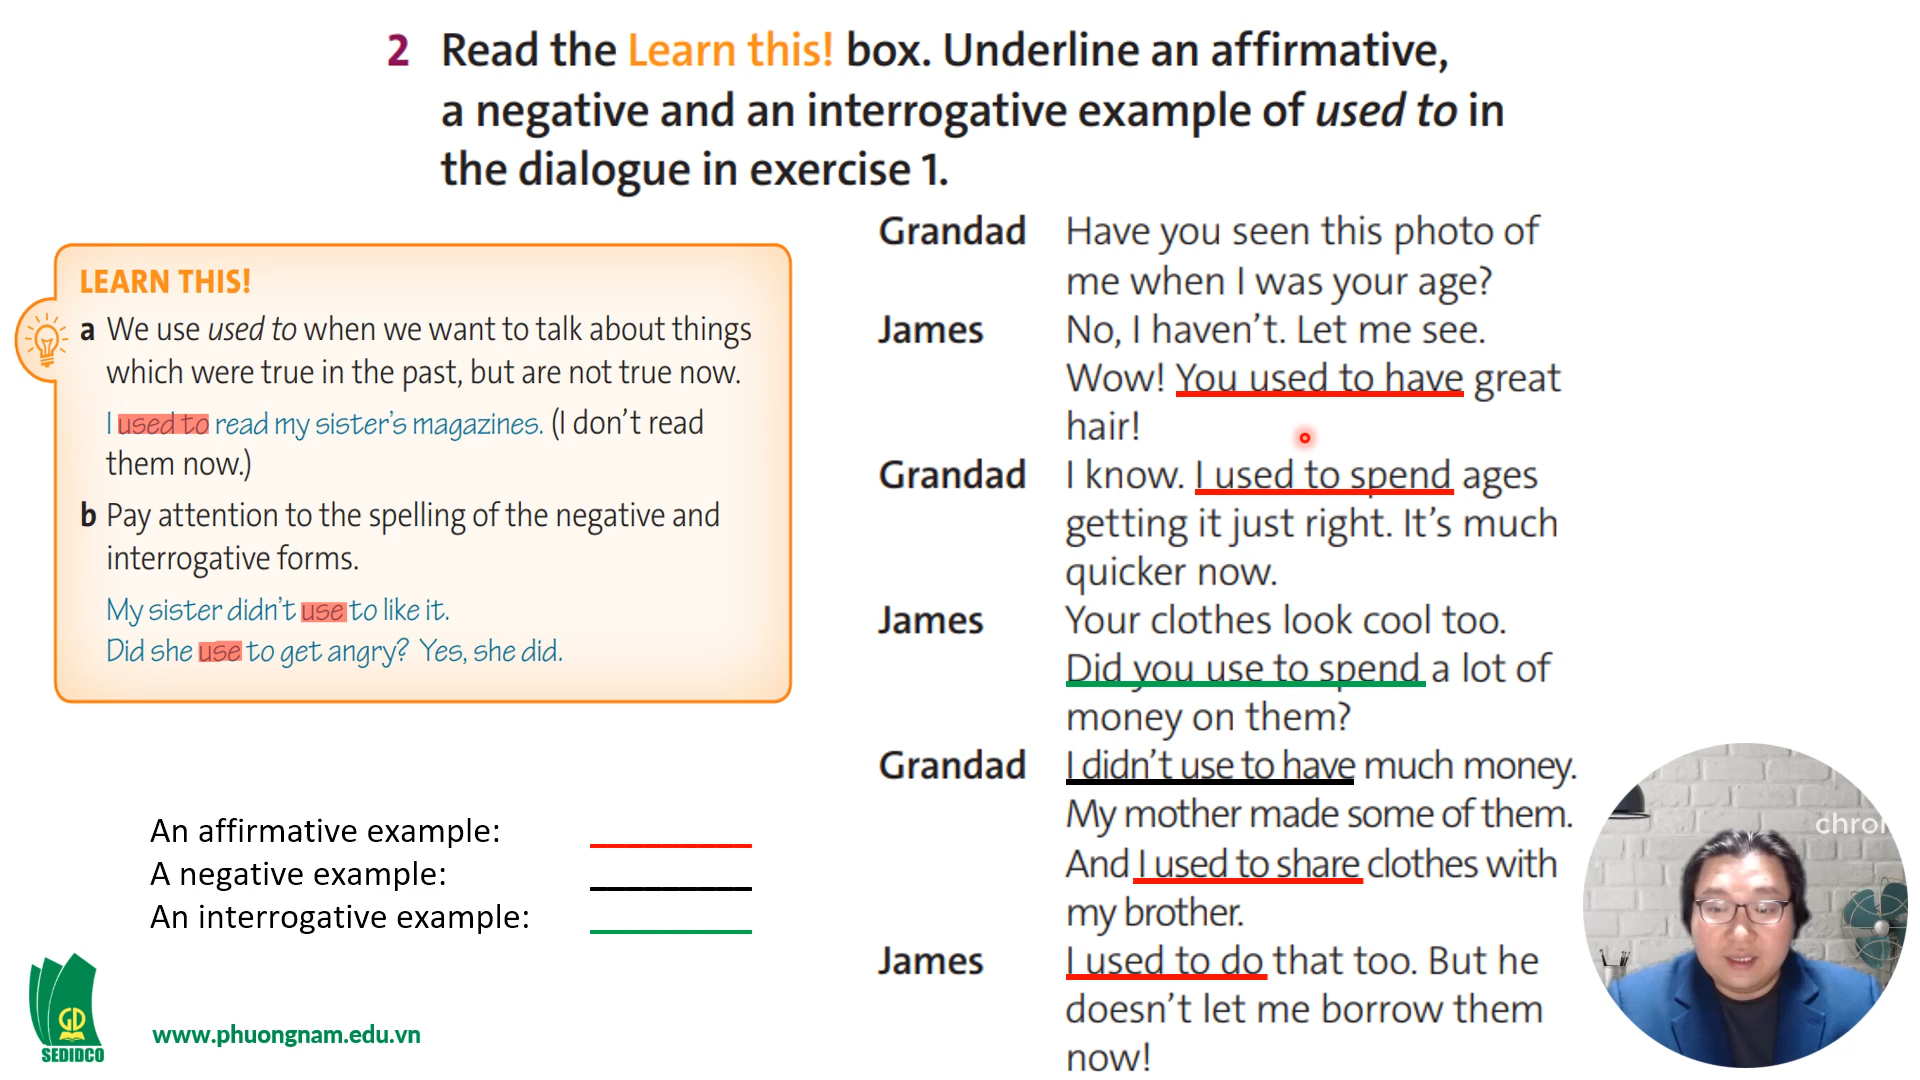 2 Read the Learn this! box. Underline an affirmative,
a negative and an interrogative example of used to in
the dialogue in exercise 1.
LEARN THIS!
a We use used to when we want to talk about things
which were true in the past, but are not true now.
I used to read my sister's magazines. (I don't read
them now.)
b Pay attention to the spelling of the negative and
interrogative forms.
My sister didn't use to like it.
Did she use to get angry? Yes, she did.
An affirmative example:
A negative example:
An interrogative example:
Grandad Have you seen this photo of
me when I was your age?
James No, I haven't. Let me see.
Wow! You used to have great
hair!
Grandad I know. I used to spend ages
getting it just right. It's much
quicker now.
James Your clothes look cool too.
Did you use to spend a lot of
money on them?
Grandad I didn't use to have much money.
My mother made some of them.
And I used to share clothes with
my brother.
James I used to do that too. But he
doesn't let me borrow them
now!
GD
SEDIDCO
www.phuongnam.edu.vn